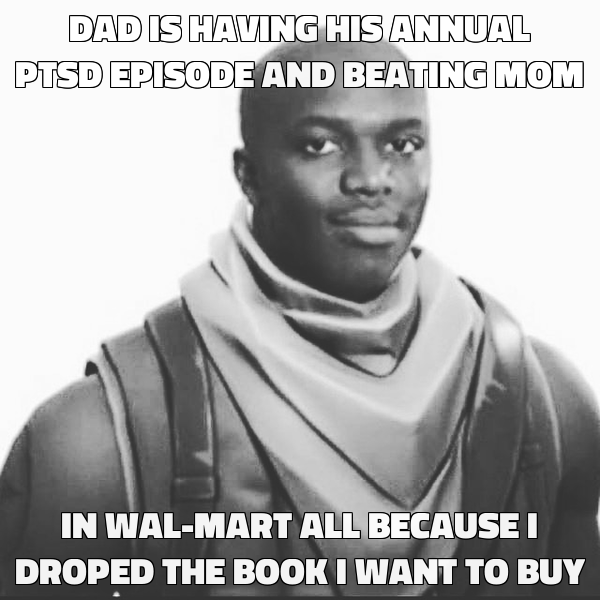 DAD IS HAVING HIS ANNUAL
PTSD EPISODE AND BEATING MOM
IN WAL-MART ALL BECAUSE I
DROPED THE BOOK I WANT TO BUY